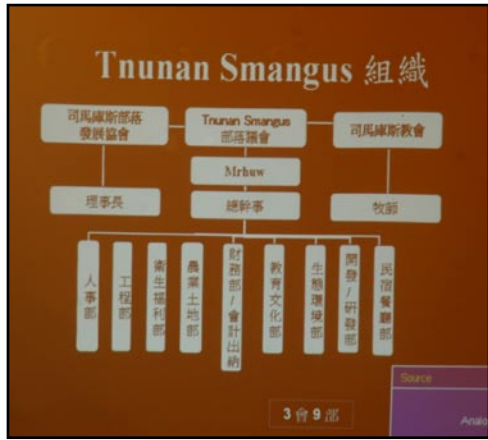 Tnunan Smangus 組織
司馬庫斯部落
發展協會
Tnunan Smangus
部落議會
司馬庫斯教會
Mrhuw
理事長
總幹事
牧師
人事部
工程部
衛生福利部
農業土地部
財務部/會計出納
教育文化部
生態環境部
開發/研發部
民宿餐廳部
3 會 9 部
Source
Analo